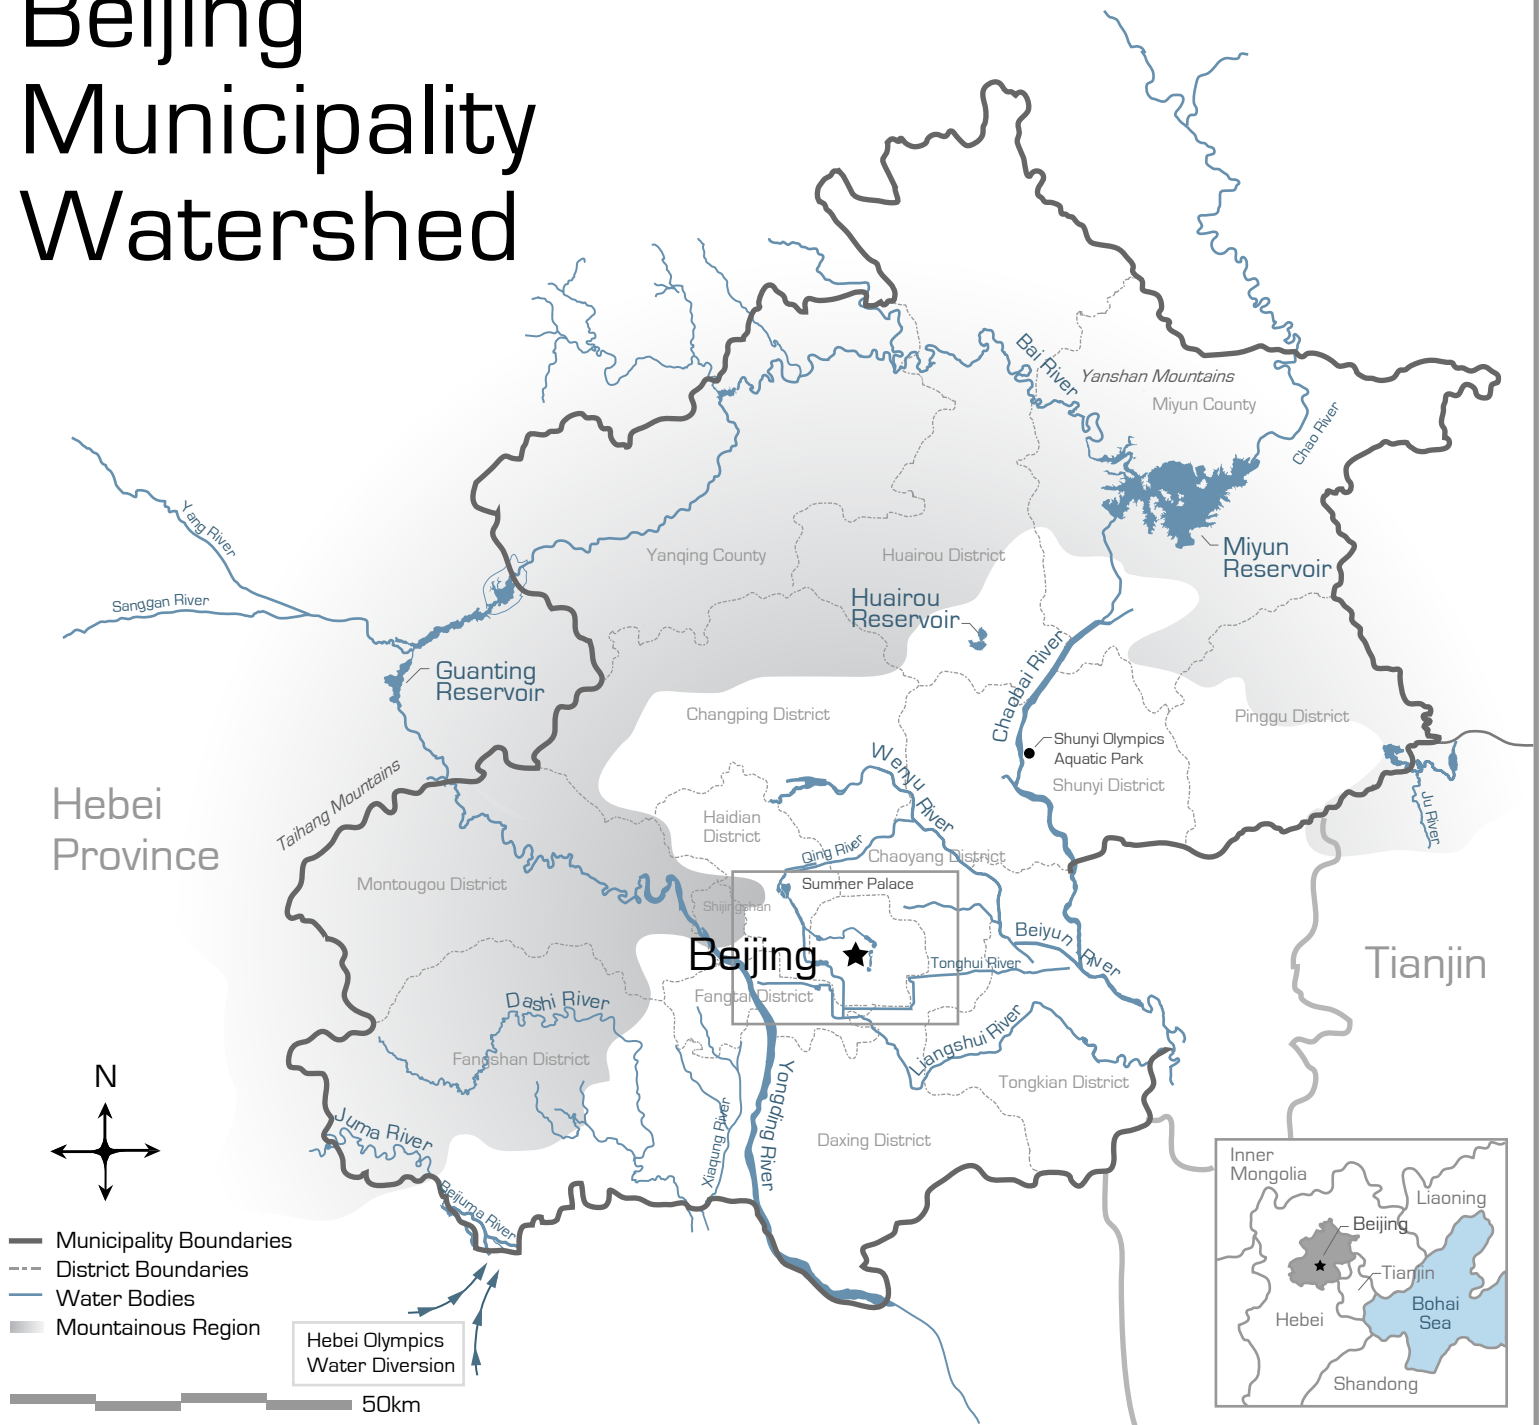 Beijing
Municipality
Watershed
Bai River
Yanshan Mountains
Miyun County
Chao River
Yang River
Sanggan River
Yanqing County
Huairou District
Miyun
Reservoir
Huairou
Reservoir
Guanting
Reservoir
Chaobai River
Changping District
Pinggu District
Shunyi Olympics
Aquatic Park
Shunyi District
Wenyu River
Hebei
Province
Taihang Mountains
Haidian
District
Ju River
Qing River
Chaoyang District
Montougou District
Summer Palace
Shijingshan
Beijing
Beiyun River
Tonghui River
Tianjin
Fangtai District
Dashi River
Fangshan District
Liangshui River
Tongkian District
N
Juma River
Xiaqung River
Yongding River
Daxing District
Beijuma River
Municipality Boundaries
District Boundaries
Water Bodies
Mountainous Region
Hebei Olympics
Water Diversion
50km
Inner
Mongolia
Liaoning
Beijing
Tianjin
Bohai
Sea
Hebei
Shandong